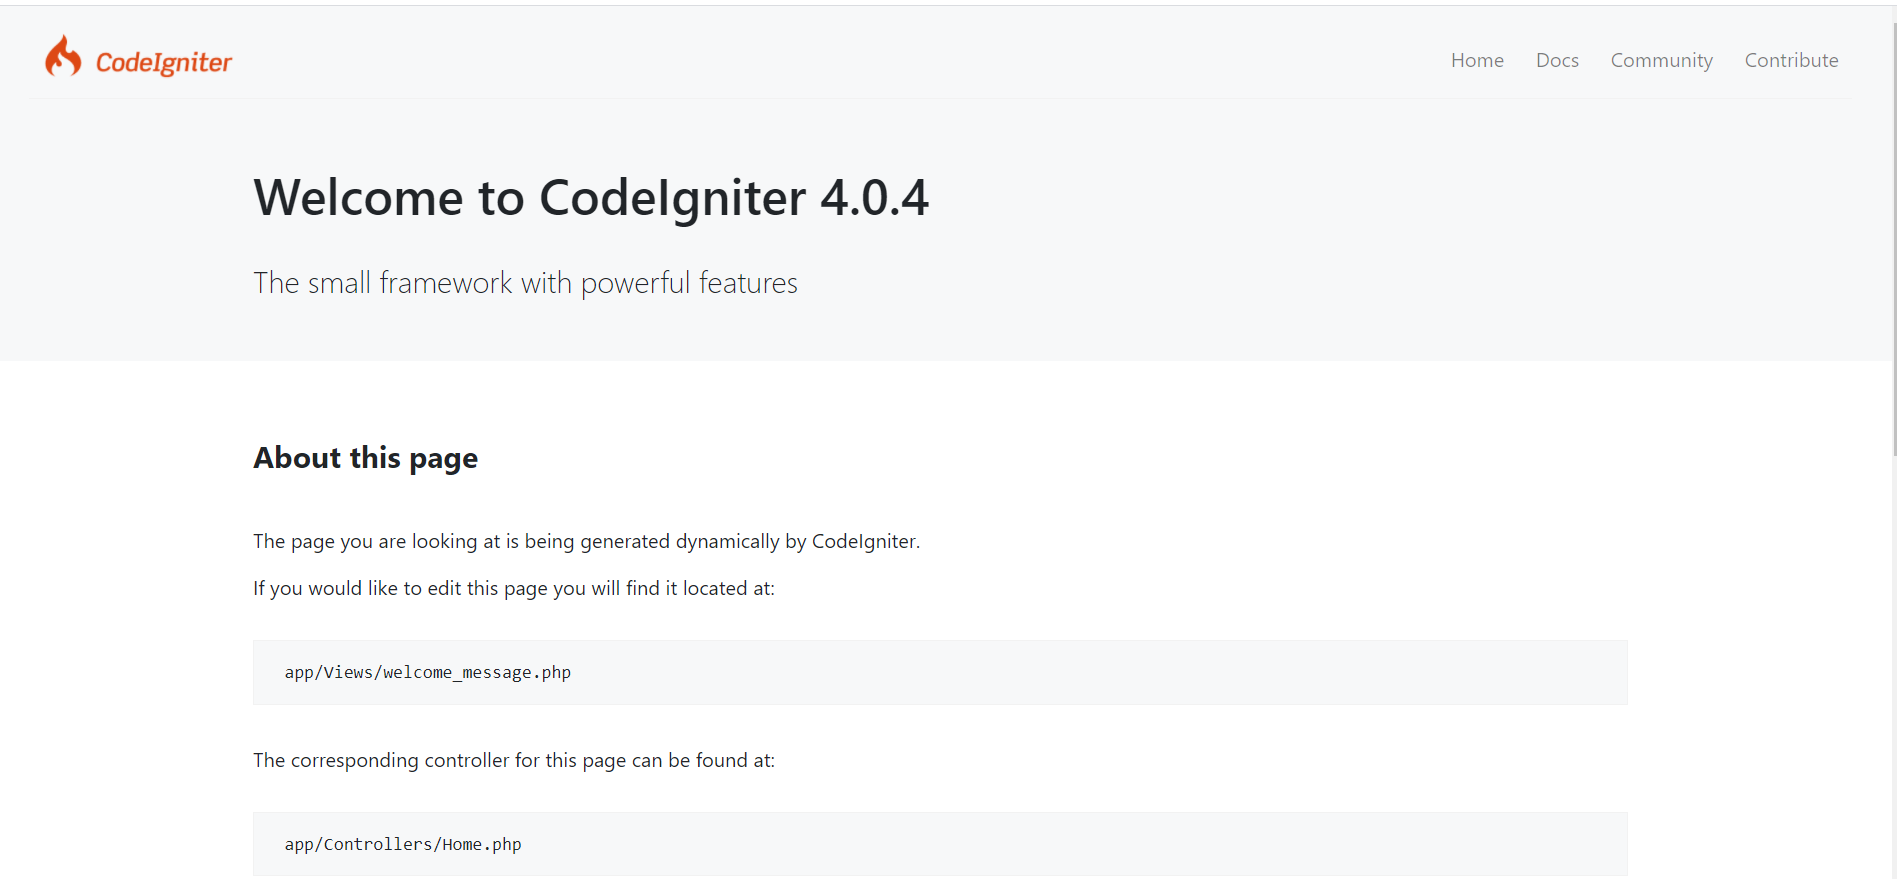 CodeIgniter
Home Docs Community Contribute
Welcome to CodeIgniter 4.0.4
The small framework with powerful features
About this page
The page you are looking at is being generated dynamically by CodeIgniter.
If you would like to edit this page you will find it located at:
app/Views/welcome_message.php
The corresponding controller for this page can be found at:
app/Controllers/Home.php